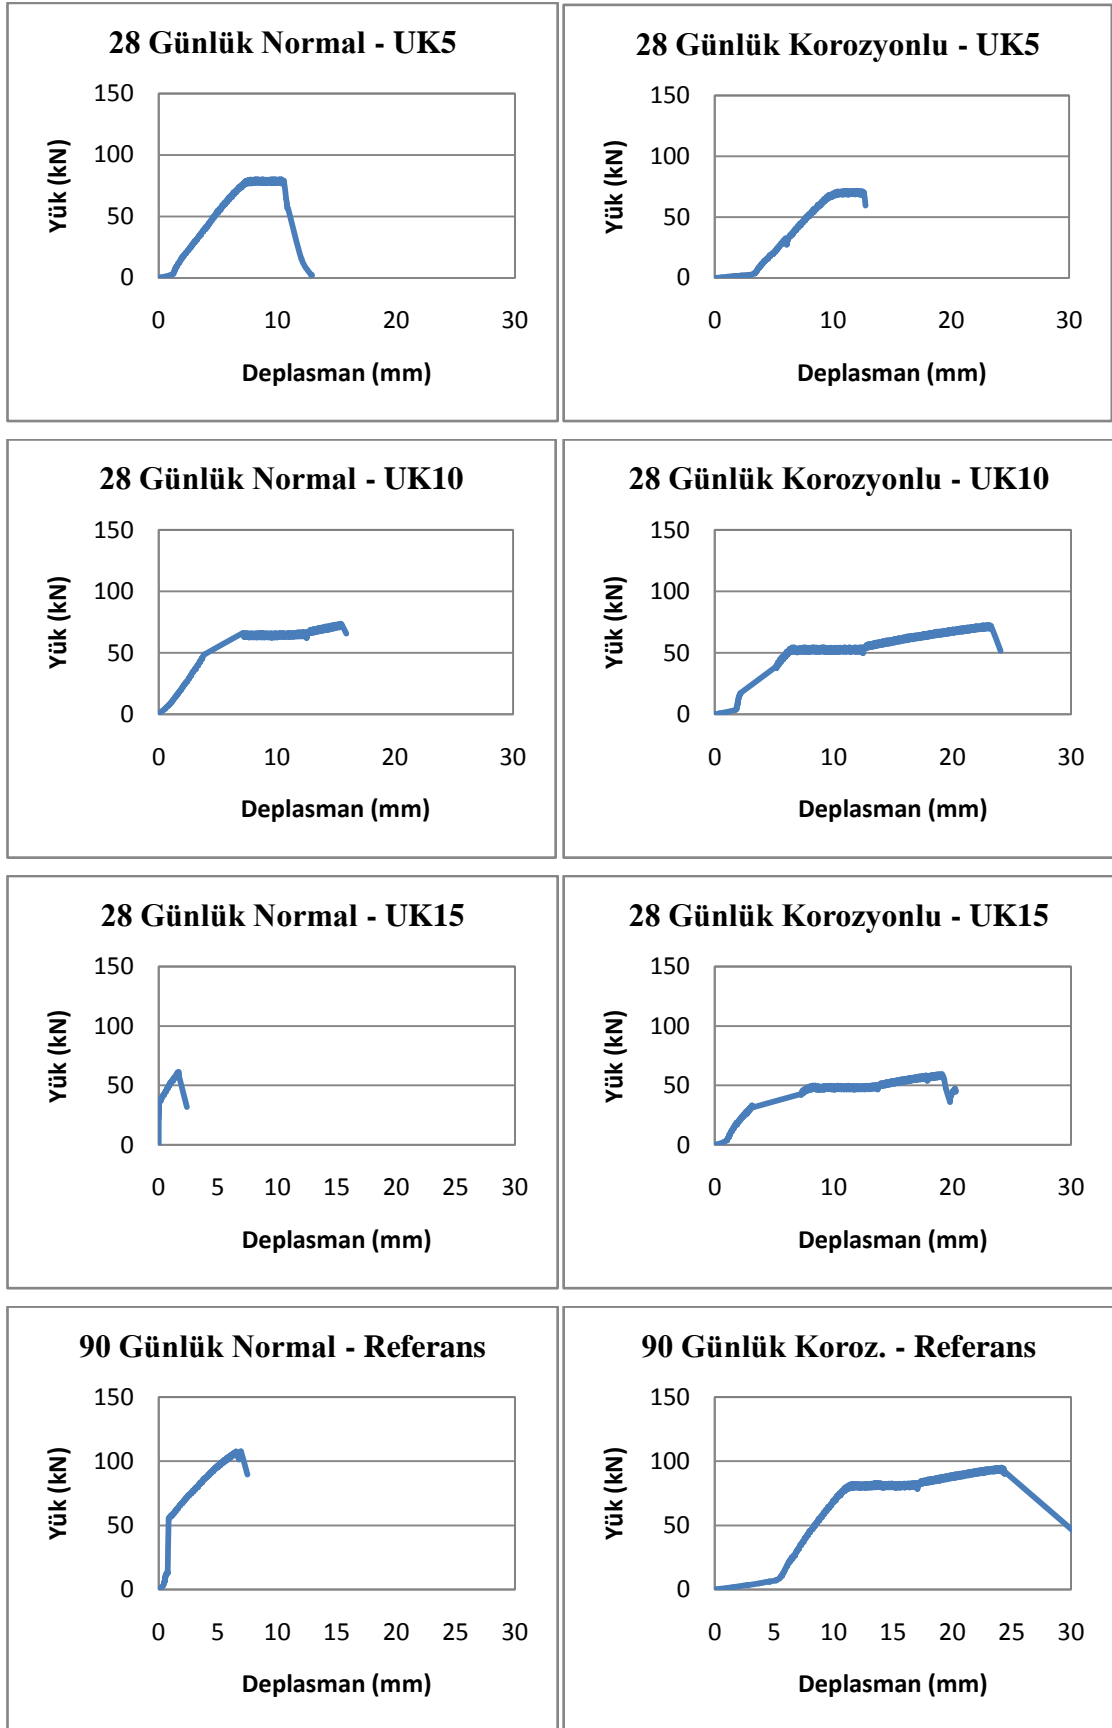 28 Günlük Normal - UK5
150
100
50
0
Yük (kN)
0 10 20 30
Deplasman (mm)
28 Günlük Korozyonlu - UK5
150
100
50
0
Yük (kN)
0 10 20 30
Deplasman (mm)
28 Günlük Normal - UK10
150
100
50
0
Yük (kN)
0 10 20 30
Deplasman (mm)
28 Günlük Korozyonlu - UK10
150
100
50
0
Yük (kN)
0 10 20 30
Deplasman (mm)
28 Günlük Normal - UK15
150
100
50
0
Yük (kN)
0 5 10 15 20 25 30
Deplasman (mm)
28 Günlük Korozyonlu - UK15
150
100
50
0
Yük (kN)
0 10 20 30
Deplasman (mm)
90 Günlük Normal - Referans
150
100
50
0
Yük (kN)
0 5 10 15 20 25 30
Deplasman (mm)
90 Günlük Koroz. - Referans
150
100
50
0
Yük (kN)
0 5 10 15 20 25 30
Deplasman (mm)